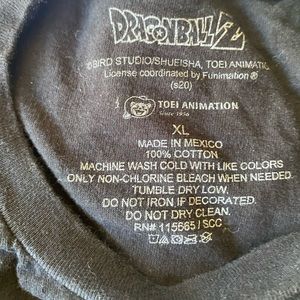 DRAGONBALL Z
BIRD STUDIO/SHUEISHA, TOEI ANIMATIO
License coordinated by Funimation®
(s20)
TOEI ANIMATION
Since 1956
XL
MADE IN MEXICO
100% COTTON
MACHINE WASH COLD WITH LIKE COLORS
ONLY NON-CHLORINE BLEACH WHEN NEEDED.
TUMBLE DRY LOW.
DO NOT IRON IF DECORATED.
DO NOT DRY CLEAN.
RN# 115665 / SCC